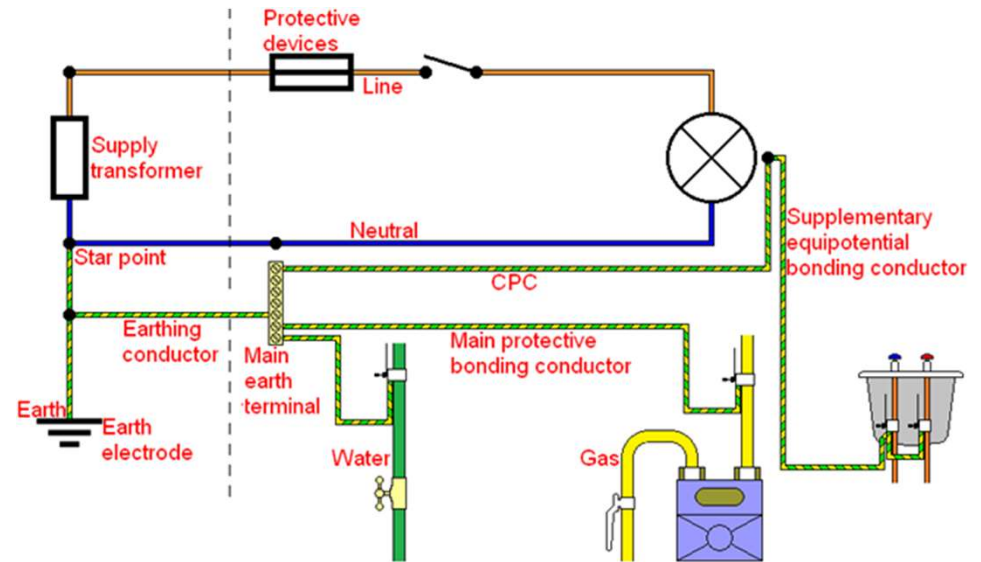 Protective
devices
Line
Supply
transformer
Neutral
Star point
Supplementary
equipotential
bonding conductor
CPC
Earthing
conductor
Main
earth
terminal
Main protective
bonding conductor
Earth
Earth
electrode
Water
Gas